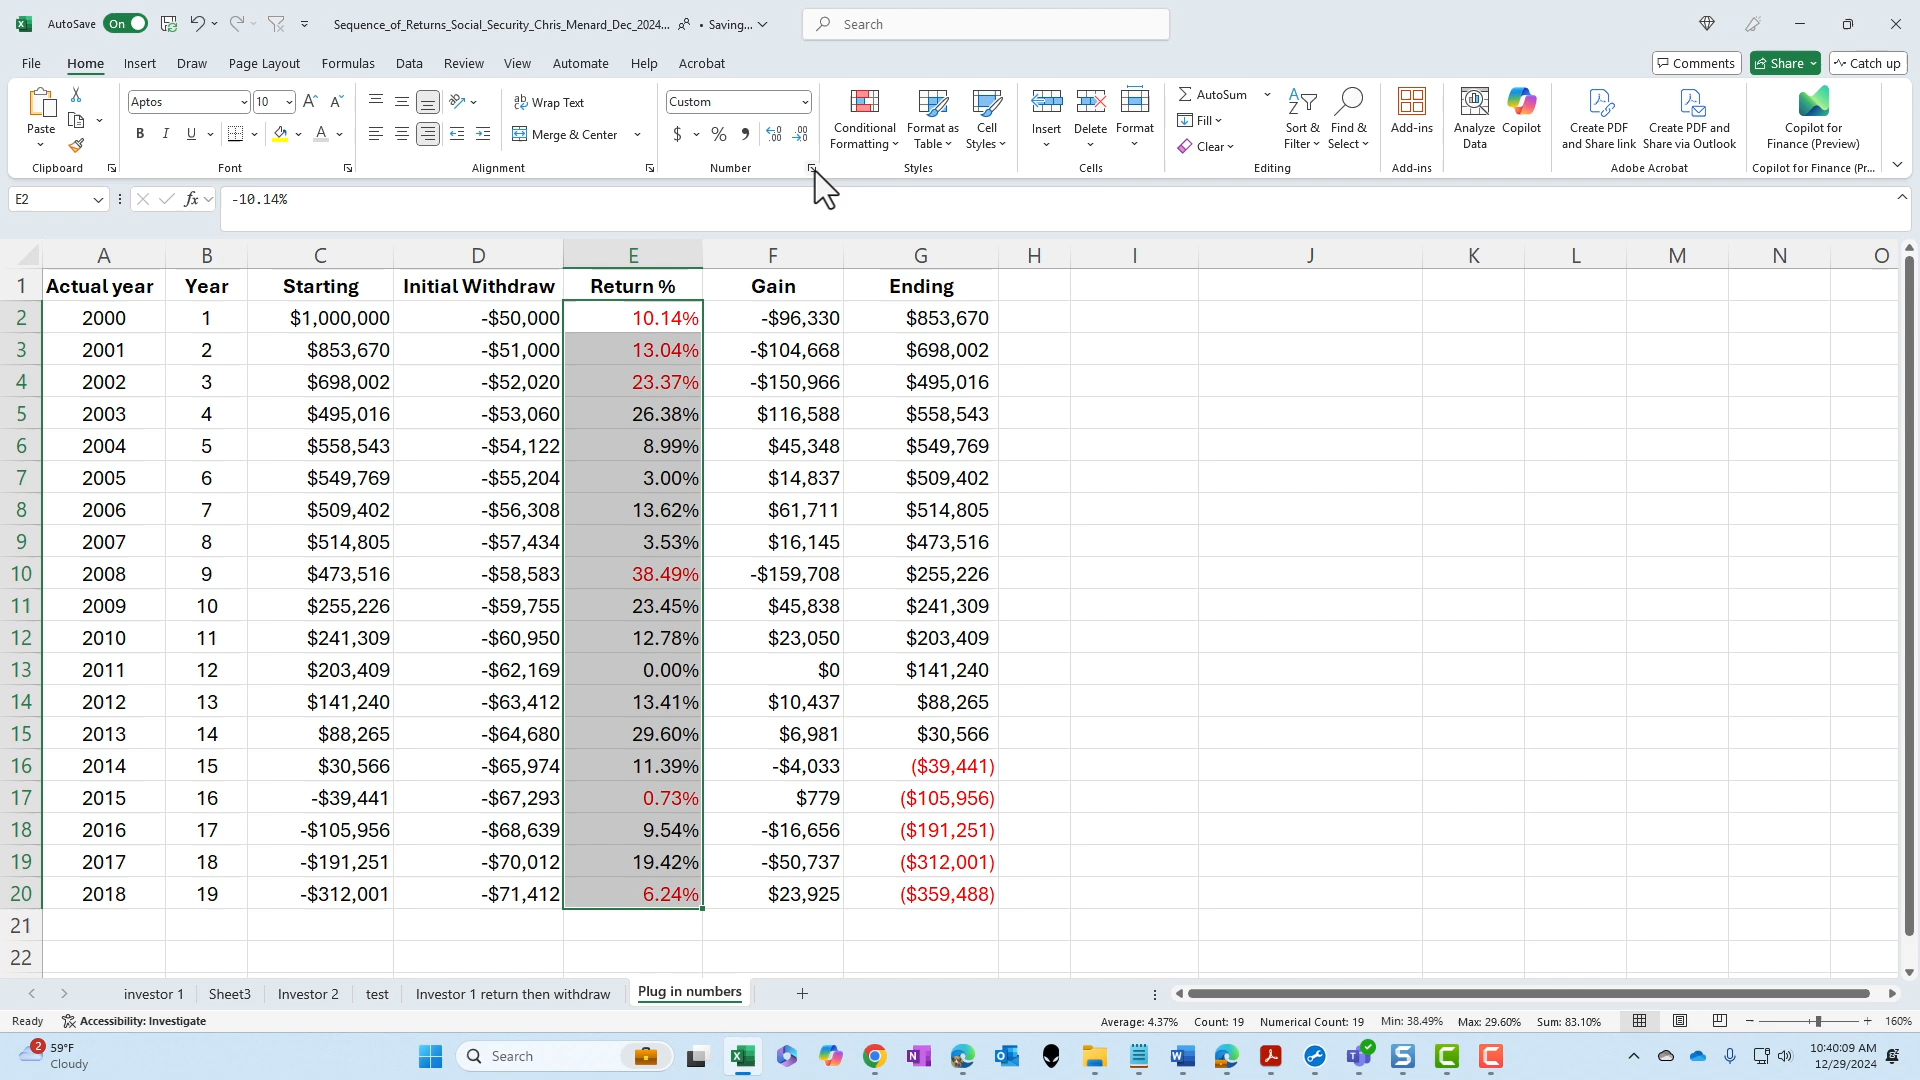 AutoSave On Sequence_of_Returns_Social_Security_Chris_Menard_Dec_2024... • Saving... Search
File Home Insert Draw Page Layout Formulas Data Review View Automate Help Acrobat Comments Share Catch up
Paste Aptos 10 Wrap Text Custom Conditional Formatting Format as Table Cell Styles Insert Delete Format AutoSum Sort & Filter Find & Select Add-ins Analyze Data Copilot Create PDF and Share link Create PDF and Share via Outlook Copilot for Finance (Preview)
B I U A Merge & Center $ % , Fill
Clear
Clipboard Font Alignment Number Styles Cells Editing Add-ins Adobe Acrobat Copilot for Finance (Pr...
E2 fx -10.14%
A B C D E F G H I J K L M N O
1 Actual year Year Starting Initial Withdraw Return % Gain Ending
2 2000 1 $1,000,000 -$50,000 10.14% -$96,330 $853,670
3 2001 2 $853,670 -$51,000 13.04% -$104,668 $698,002
4 2002 3 $698,002 -$52,020 23.37% -$150,966 $495,016
5 2003 4 $495,016 -$53,060 26.38% $116,588 $558,543
6 2004 5 $558,543 -$54,122 8.99% $45,348 $549,769
7 2005 6 $549,769 -$55,204 3.00% $14,837 $509,402
8 2006 7 $509,402 -$56,308 13.62% $61,711 $514,805
9 2007 8 $514,805 -$57,434 3.53% $16,145 $473,516
10 2008 9 $473,516 -$58,583 38.49% -$159,708 $255,226
11 2009 10 $255,226 -$59,755 23.45% $45,838 $241,309
12 2010 11 $241,309 -$60,950 12.78% $23,050 $203,409
13 2011 12 $203,409 -$62,169 0.00% $0 $141,240
14 2012 13 $141,240 -$63,412 13.41% $10,437 $88,265
15 2013 14 $88,265 -$64,680 29.60% $6,981 $30,566
16 2014 15 $30,566 -$65,974 11.39% -$4,033 ($39,441)
17 2015 16 -$39,441 -$67,293 0.73% $779 ($105,956)
18 2016 17 -$105,956 -$68,639 9.54% -$16,656 ($191,251)
19 2017 18 -$191,251 -$70,012 19.42% -$50,737 ($312,001)
20 2018 19 -$312,001 -$71,412 6.24% $23,925 ($359,488)
21
22
investor 1 Sheet3 Investor 2 test Investor 1 return then withdraw Plug in numbers
Ready Accessibility: Investigate Average: 4.37% Count: 19 Numerical Count: 19 Min: 38.49% Max: 29.60% Sum: 83.10% 160%
2 59°F Search 10:40:09 AM
Cloudy 12/29/2024